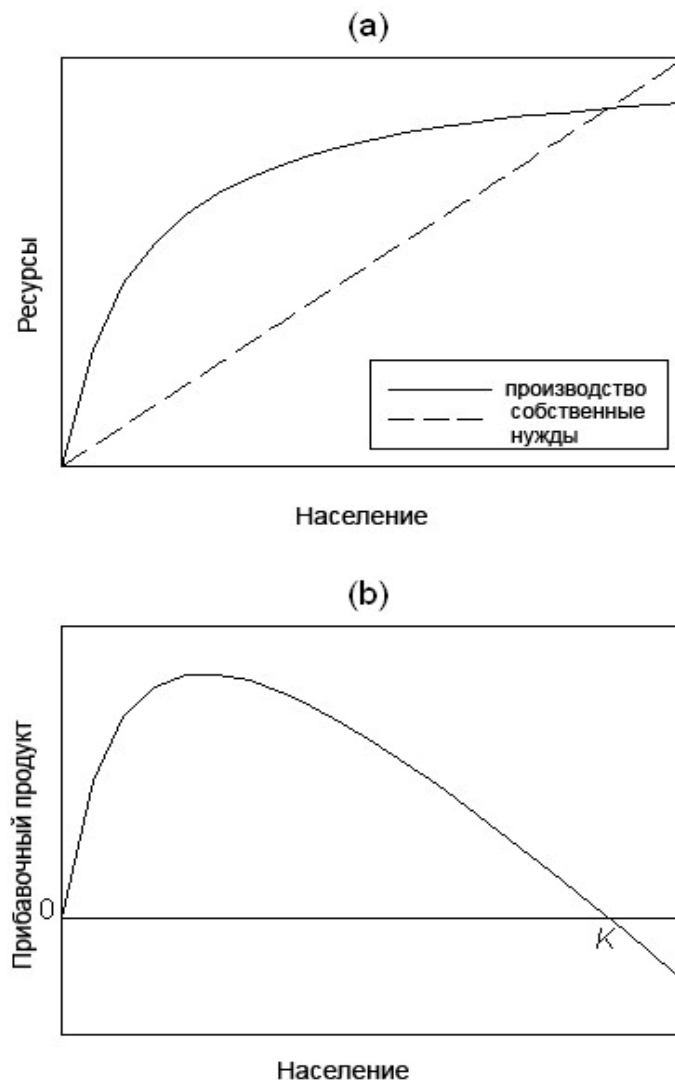 (a)
Ресурсы
производство
собственные
нужды
Население
(b)
Прибавочный продукт
0
K
Население